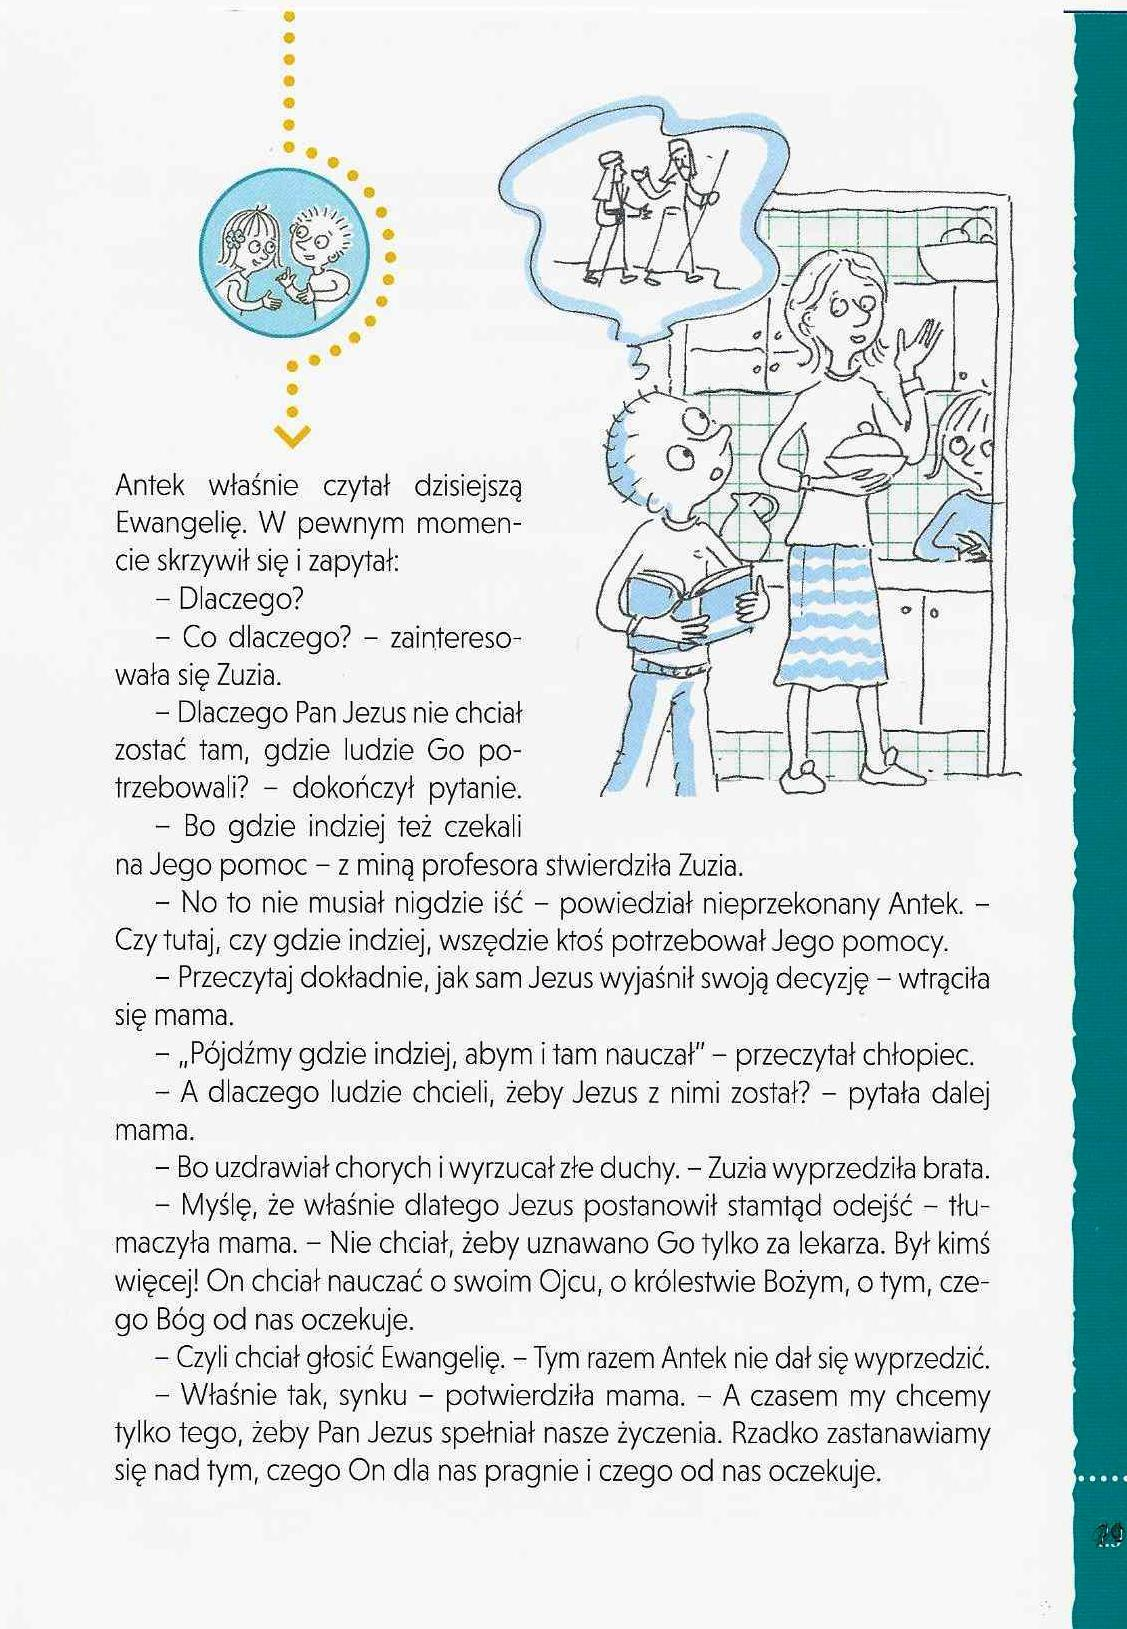 Antek właśnie czytał dzisiejszą
Ewangelię. W pewnym momen-
cie skrzywił się i zapytał:
– Dlaczego?
– Co dlaczego? – zaintereso-
wała się Zuzia.
– Dlaczego Pan Jezus nie chciał
zostać tam, gdzie ludzie Go po-
trzebowali? – dokończył pytanie.
– Bo gdzie indziej też czekali
na Jego pomoc – z miną profesora stwierdziła Zuzia.
– No to nie musiał nigdzie iść – powiedział nieprzekonany Antek. –
Czy tutaj, czy gdzie indziej, wszędzie ktoś potrzebował Jego pomocy.
– Przeczytaj dokładnie, jak sam Jezus wyjaśnił swoją decyzję – wtrąciła
się mama.
– „Pójdźmy gdzie indziej, abym i tam nauczał” – przeczytał chłopiec.
– A dlaczego ludzie chcieli, żeby Jezus z nimi został? – pytała dalej
mama.
– Bo uzdrawiał chorych i wyrzucał złe duchy. – Zuzia wyprzedziła brata.
– Myślę, że właśnie dlatego Jezus postanowił stamtąd odejść – tłu-
maczyła mama. – Nie chciał, żeby uznawano Go tylko za lekarza. Był kimś
więcej! On chciał nauczać o swoim Ojcu, o królestwie Bożym, o tym, cze-
go Bóg od nas oczekuje.
– Czyli chciał głosić Ewangelię. – Tym razem Antek nie dał się wyprzedzić.
– Właśnie tak, synku – potwierdziła mama. – A czasem my chcemy
tylko tego, żeby Pan Jezus spełniał nasze życzenia. Rzadko zastanawiamy
się nad tym, czego On dla nas pragnie i czego od nas oczekuje.